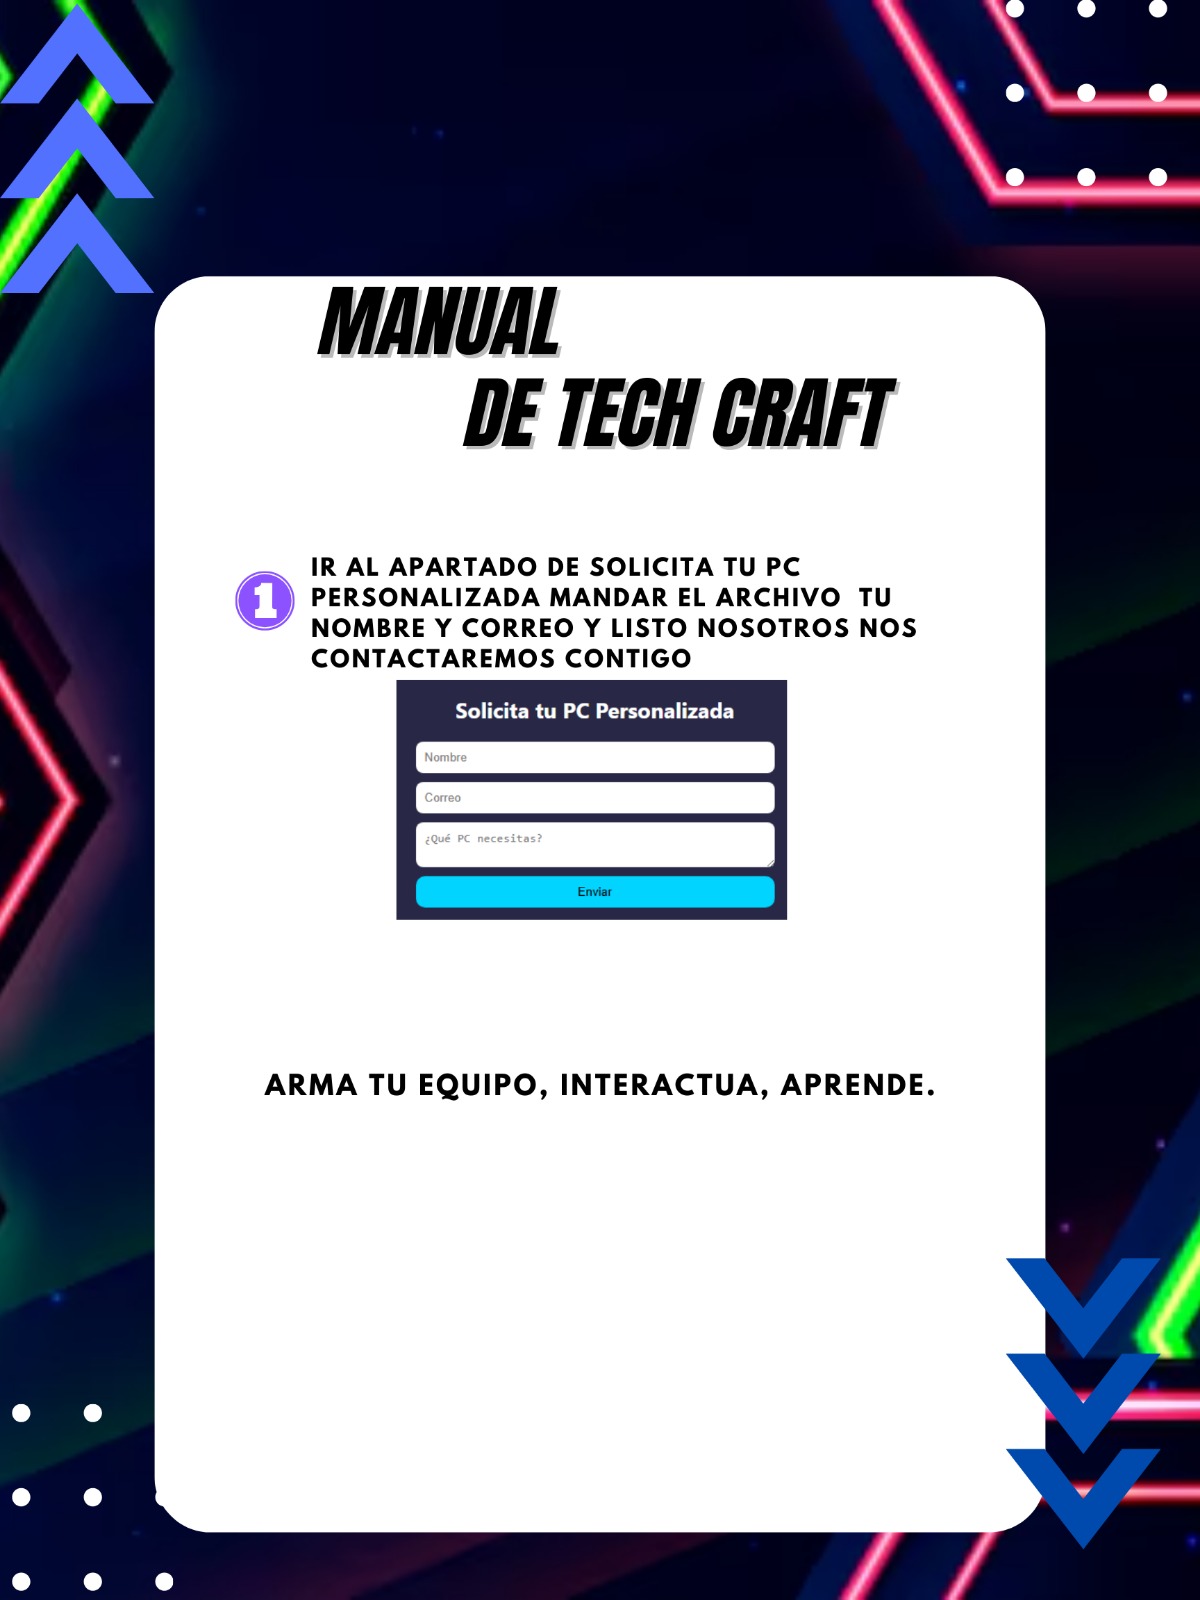 MANUAL
DE TECH CRAFT
1
IR AL APARTADO DE SOLICITA TU PC
PERSONALIZADA MANDAR EL ARCHIVO TU
NOMBRE Y CORREO Y LISTO NOSOTROS NOS
CONTACTAREMOS CONTIGO
Solicita tu PC Personalizada
Nombre
Correo
¿Qué PC necesitas?
Enviar
ARMA TU EQUIPO, INTERACTUA, APRENDE.